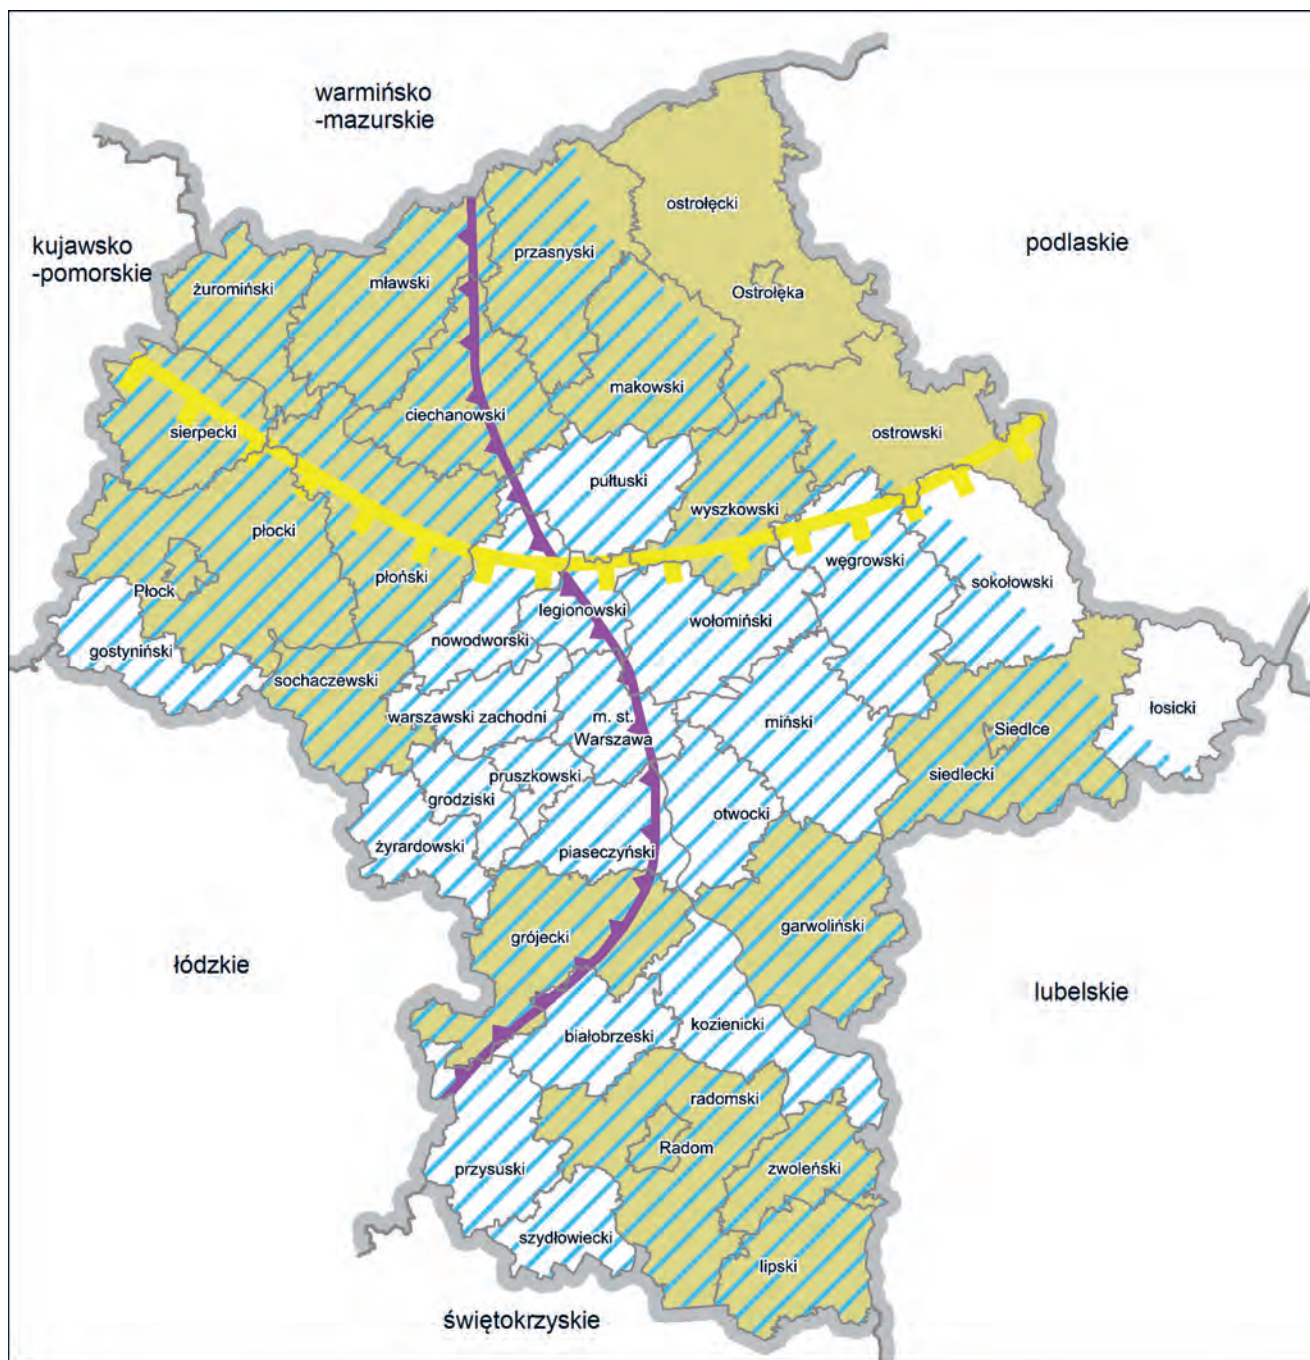 warmińsko
-mazurskie
ostrołęcki
podlaskie
kujawsko
-pomorskie
przasnyski
mławski
żuromiński
Ostrołęka
makowski
ciechanowski
sierpecki
ostrowski
pułtuski
wyszkowski
płocki
węgrowski
płoński
sokołowski
Płock
legionowski
wołomiński
nowodworski
gostyniński
sochaczewski
łosicki
warszawski zachodni
m. st.
Warszawa
miński
Siedlce
siedlecki
pruszkowski
grodziski
otwocki
żyrardowski
piaseczyński
garwoliński
grójecki
łódzkie
lubelskie
kozienicki
białobrzeski
radomski
Radom
przysuski
zwoleński
szydłowiecki
lipski
świętokrzyskie